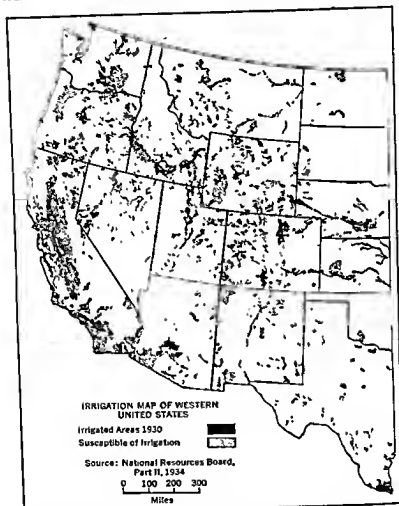 IRRIGATION MAP OF WESTERN
UNITED STATES
Irrigated Areas 1930
Susceptible of Irrigation
Source: National Resources Board,
Part II, 1934
0 100 200 300
Miles